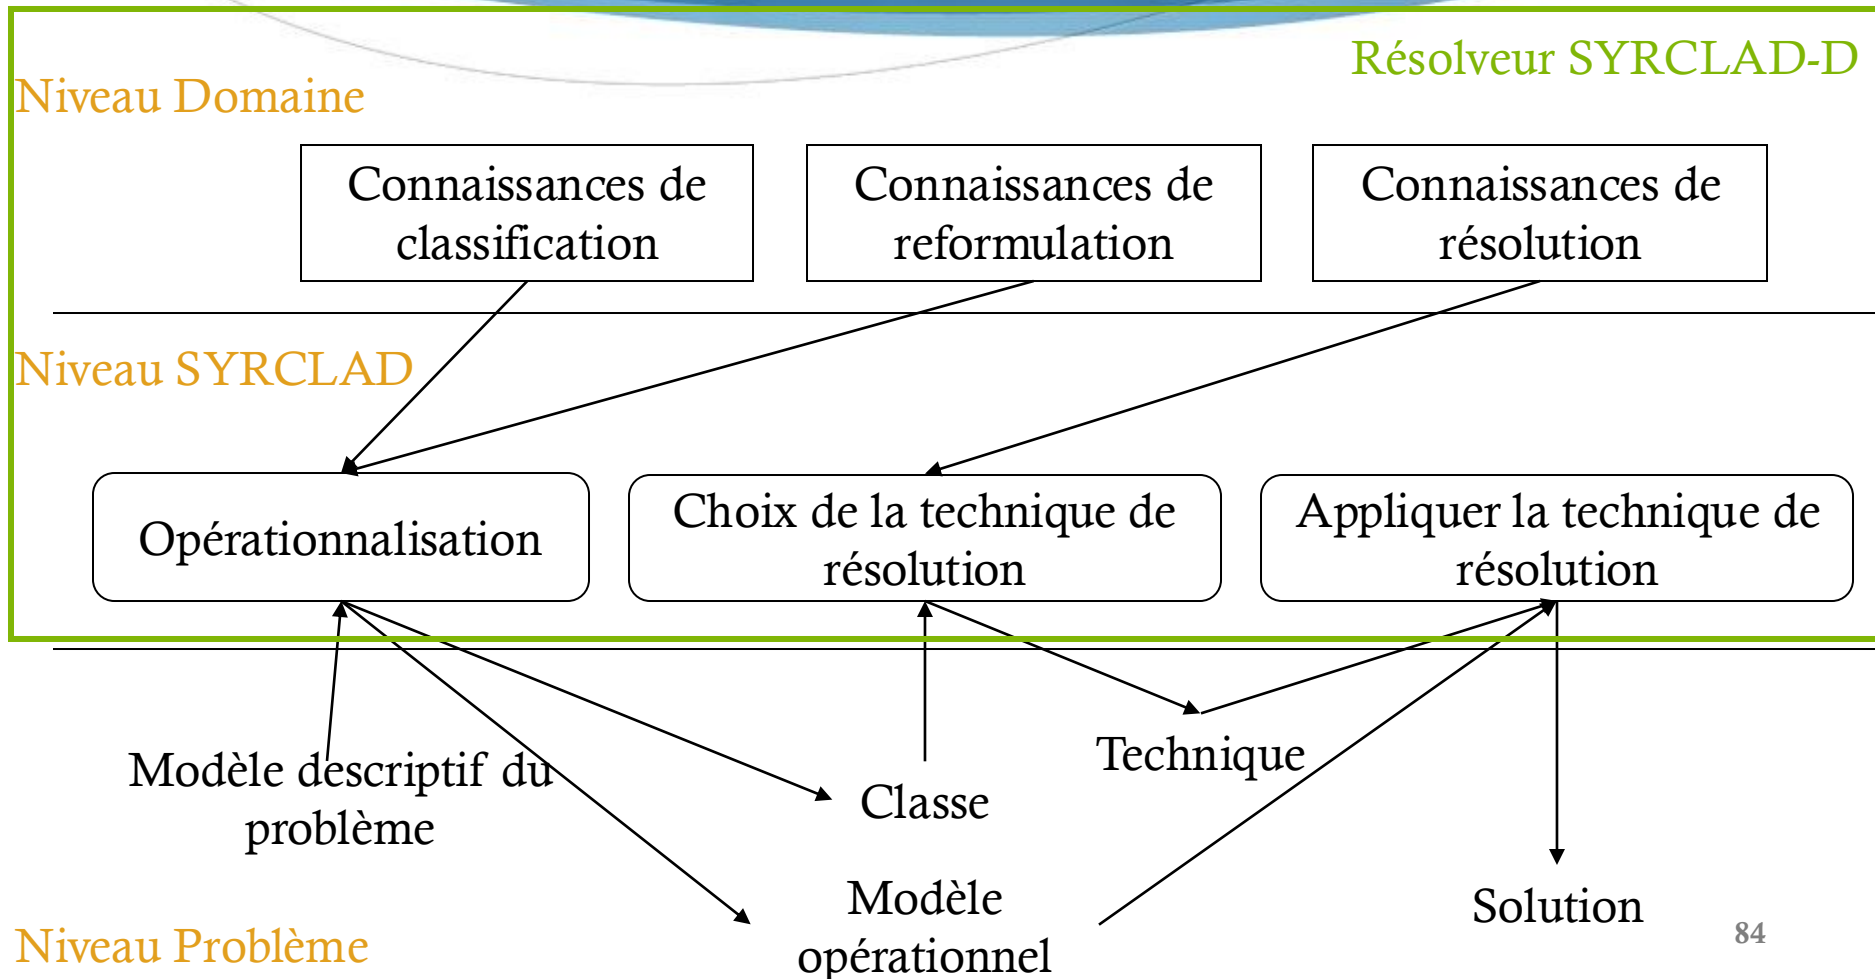 Résolveur SYRCLAD-D
Niveau Domaine
Connaissances de
classification
Connaissances de
reformulation
Connaissances de
résolution
Niveau SYRCLAD
Opérationnalisation
Choix de la technique de
résolution
Appliquer la technique de
résolution
Modèle descriptif du
problème
Classe
Technique
Modèle
opérationnel
Solution
Niveau Problème
84